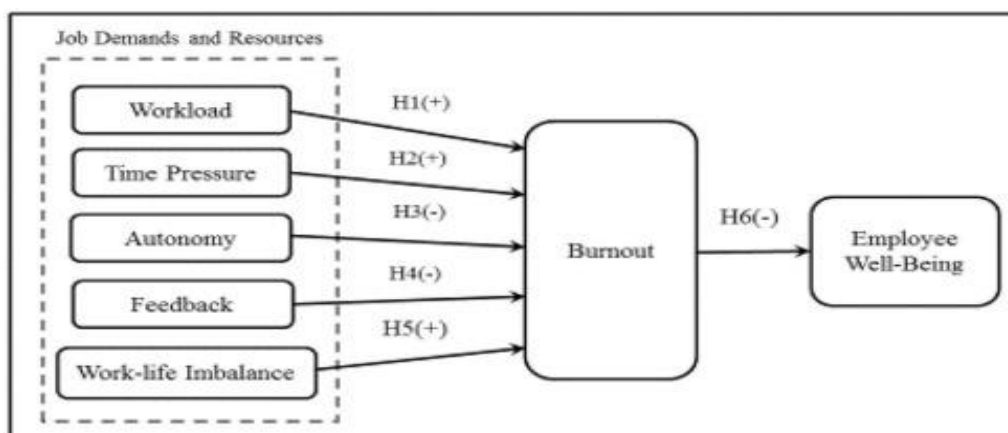 Job Demands and Resources
Workload
H1(+)
Time Pressure
H2(+)
Autonomy
H3(-)
Feedback
H4(-)
Work-life Imbalance
H5(+)
Burnout
H6(-)
Employee
Well-Being